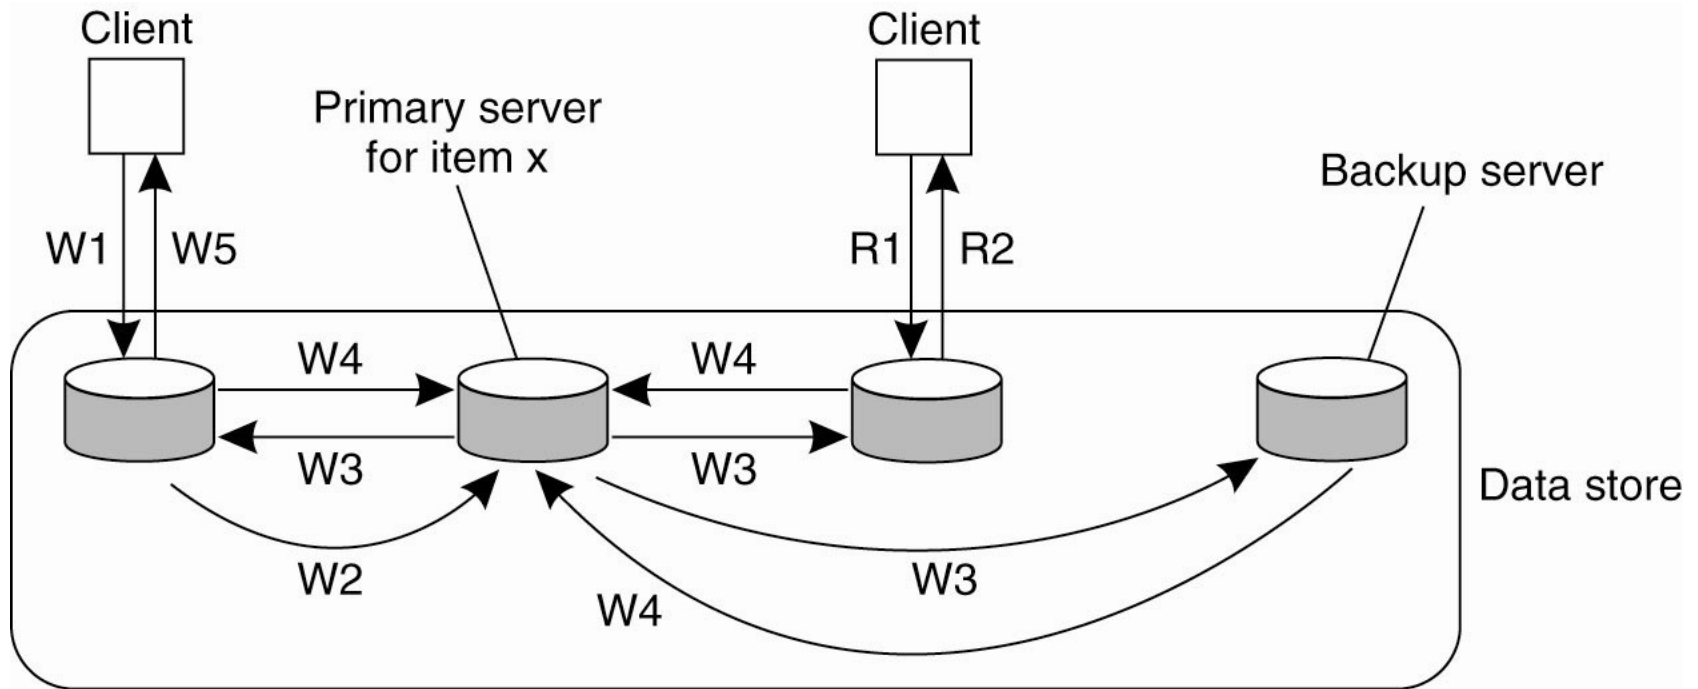 Client
Client
Primary server
for item x
Backup server
W1
W5
R1
R2
W4
W4
W3
W3
Data store
W2
W3
W4